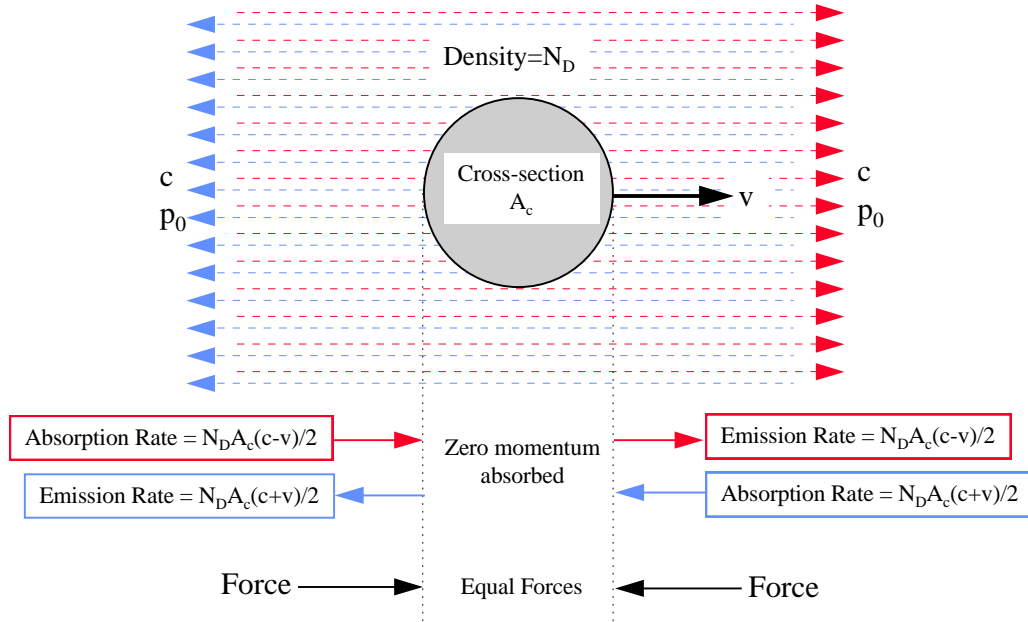 Density=N_D
Cross-section
A_c
c
p_0
v
c
p_0
Absorption Rate = N_DA_c(c-v)/2
Emission Rate = N_DA_c(c-v)/2
Zero momentum
absorbed
Emission Rate = N_DA_c(c+v)/2
Absorption Rate = N_DA_c(c+v)/2
Force
Equal Forces
Force